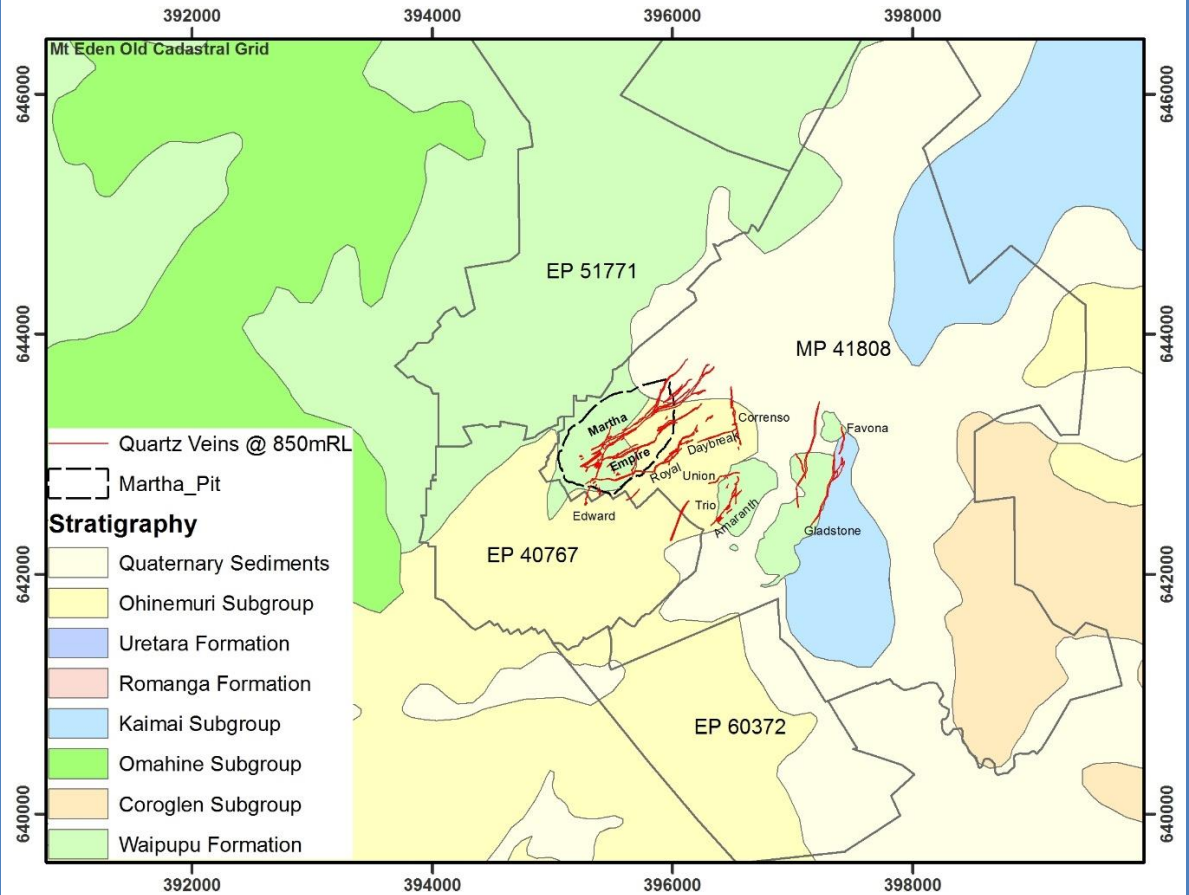 392000 394000 396000 398000
Mt Eden Old Cadastral Grid
646000 646000
EP 51771
644000 644000
MP 41808
Martha
Correnso
Favona
Daybreak
Empire
Royal
Union
Trio
Amaranth
Edward
Gladstone
EP 40767
642000 642000
EP 60372
640000 640000
Quartz Veins @ 850mRL
Martha_Pit
Stratigraphy
Quaternary Sediments
Ohinemuri Subgroup
Uretara Formation
Romanga Formation
Kaimai Subgroup
Omahine Subgroup
Coroglen Subgroup
Waipupu Formation
392000 394000 396000 398000